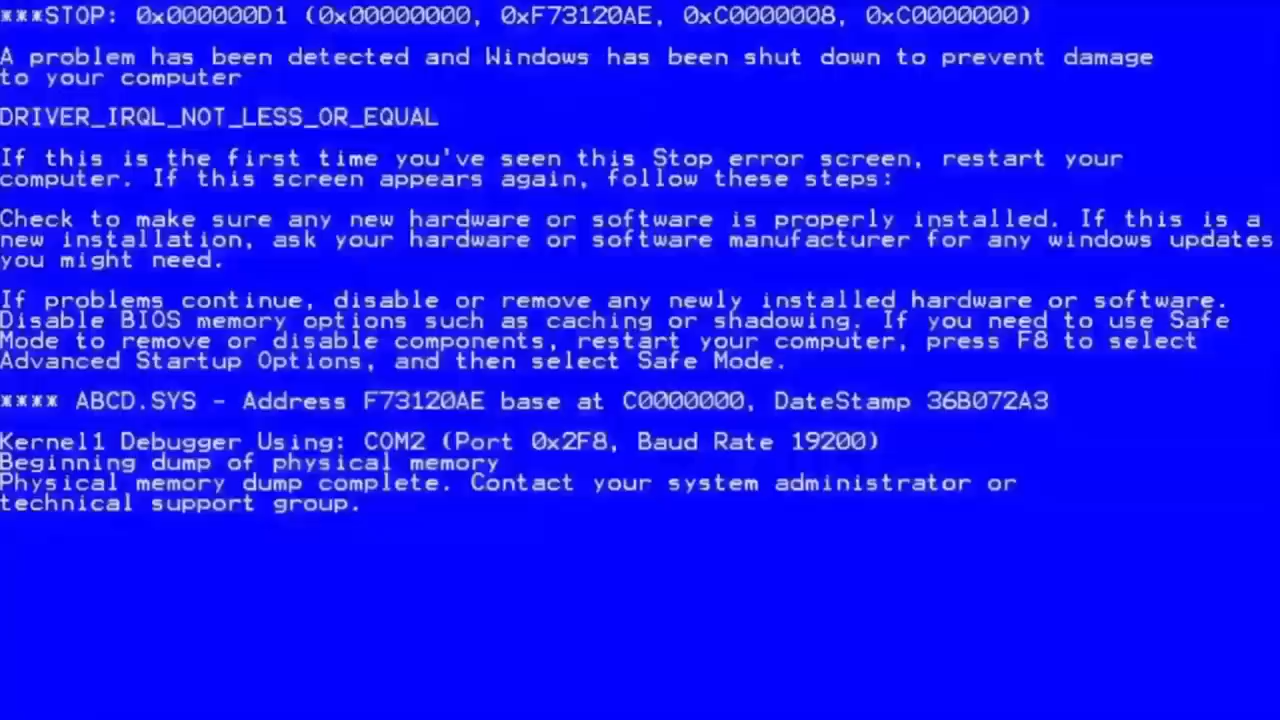 ***STOP: 0x000000D1 (0x00000000, 0xF73120AE, 0xC0000008, 0xC0000000)
A problem has been detected and Windows has been shut down to prevent damage
to your computer
DRIVER_IRQL_NOT_LESS_OR_EQUAL
If this is the first time you've seen this Stop error screen, restart your
computer. If this screen appears again, follow these steps:
Check to make sure any new hardware or software is properly installed. If this is a
new installation, ask your hardware or software manufacturer for any windows updates
you might need.
If problems continue, disable or remove any newly installed hardware or software.
Disable BIOS memory options such as caching or shadowing. If you need to use Safe
Mode to remove or disable components, restart your computer, press F8 to select
Advanced Startup Options, and then select Safe Mode.
**** ABCD.SYS - Address F73120AE base at C0000000, DateStamp 36B072A3
Kernel1 Debugger Using: COM2 (Port 0x2F8, Baud Rate 19200)
Beginning dump of physical memory
Physical memory dump complete. Contact your system administrator or
technical support group.